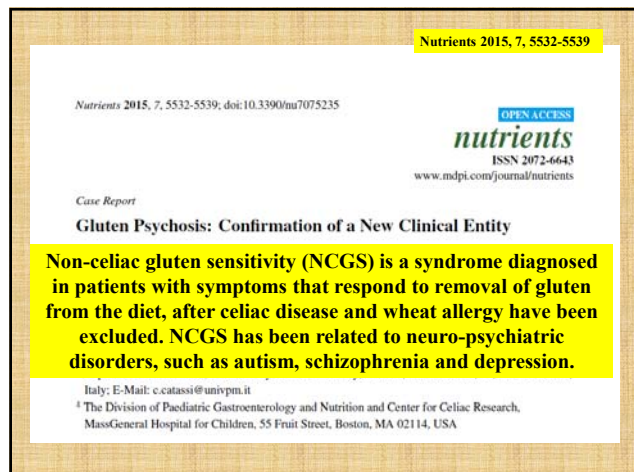 Nutrients 2015, 7, 5532-5539
Nutrients 2015, 7, 5532-5539; doi:10.3390/nu7075235
OPEN ACCESS
nutrients
ISSN 2072-6643
www.mdpi.com/journal/nutrients
Case Report
Gluten Psychosis: Confirmation of a New Clinical Entity
Non-celiac gluten sensitivity (NCGS) is a syndrome diagnosed
in patients with symptoms that respond to removal of gluten
from the diet, after celiac disease and wheat allergy have been
excluded. NCGS has been related to neuro-psychiatric
disorders, such as autism, schizophrenia and depression.
Italy; E-Mail: c.catassi@univpm.it
4 The Division of Paediatric Gastroenterology and Nutrition and Center for Celiac Research,
MassGeneral Hospital for Children, 55 Fruit Street, Boston, MA 02114, USA